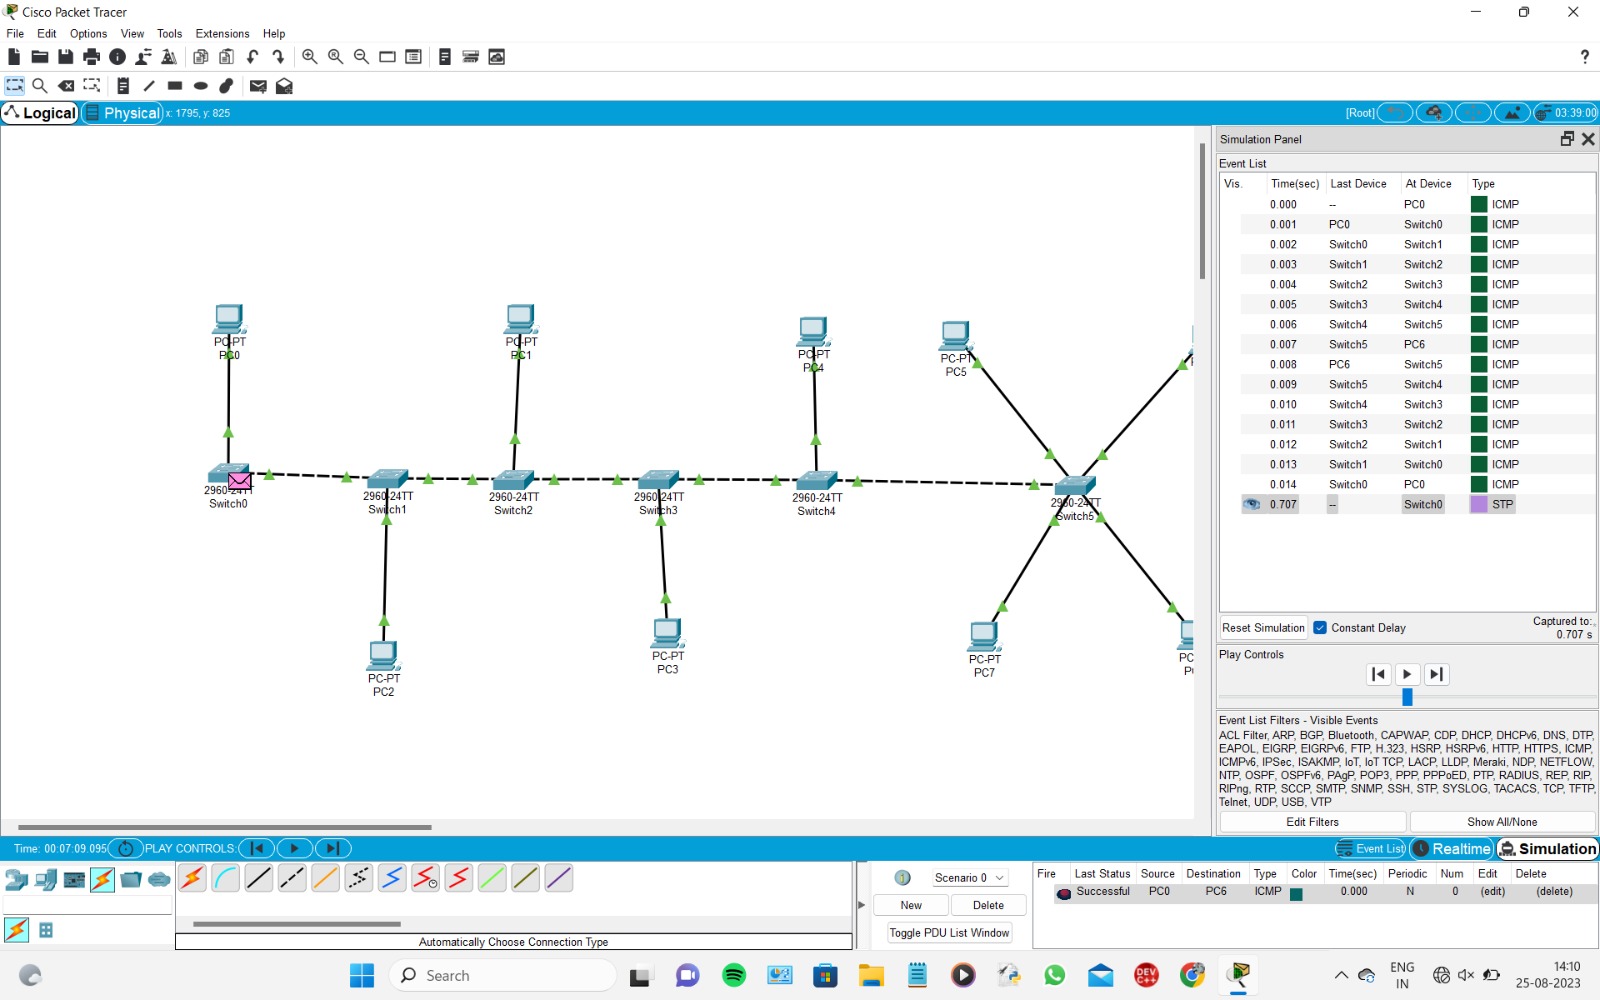 Cisco Packet Tracer
File Edit Options View Tools Extensions Help
?
Logical Physical x: 1795, y: 825 [Root] 03:39:00
Simulation Panel
Event List
Vis. Time(sec) Last Device At Device Type
0.000 -- PC0 ICMP
0.001 PC0 Switch0 ICMP
0.002 Switch0 Switch1 ICMP
0.003 Switch1 Switch2 ICMP
0.004 Switch2 Switch3 ICMP
0.005 Switch3 Switch4 ICMP
0.006 Switch4 Switch5 ICMP
0.007 Switch5 PC6 ICMP
0.008 PC6 Switch5 ICMP
0.009 Switch5 Switch4 ICMP
0.010 Switch4 Switch3 ICMP
0.011 Switch3 Switch2 ICMP
0.012 Switch2 Switch1 ICMP
0.013 Switch1 Switch0 ICMP
0.014 Switch0 PC0 ICMP
0.707 -- Switch0 STP
PC-PT
PC0
PC-PT
PC1
PC-PT
PC4
PC-PT
PC5
2960-24TT
Switch0
2960-24TT
Switch1
2960-24TT
Switch2
2960-24TT
Switch3
2960-24TT
Switch4
2960-24TT
Switch5
PC-PT
PC2
PC-PT
PC3
PC-PT
PC7
PC
Reset Simulation Constant Delay Captured to:
0.707 s
Play Controls
Event List Filters - Visible Events
ACL Filter, ARP, BGP, Bluetooth, CAPWAP, CDP, DHCP, DHCPv6, DNS, DTP,
EAPOL, EIGRP, EIGRPv6, FTP, H.323, HSRP, HSRPv6, HTTP, HTTPS, ICMP,
ICMPv6, IPSec, ISAKMP, IoT, IoT TCP, LACP, LLDP, Meraki, NDP, NETFLOW,
NTP, OSPF, OSPFv6, PAgP, POP3, PPP, PPPoED, PTP, RADIUS, REP, RIP,
RIPng, RTP, SCCP, SMTP, SNMP, SSH, STP, SYSLOG, TACACS, TCP, TFTP,
Telnet, UDP, USB, VTP
Edit Filters Show All/None
Time: 00:07:09.095 PLAY CONTROLS: Event List Realtime Simulation
Scenario 0
New Delete
Toggle PDU List Window
Fire Last Status Source Destination Type Color Time(sec) Periodic Num Edit Delete
Successful PC0 PC6 ICMP 0.000 N 0 (edit) (delete)
Automatically Choose Connection Type
Search
DEV C++
ENG
IN
14:10
25-08-2023